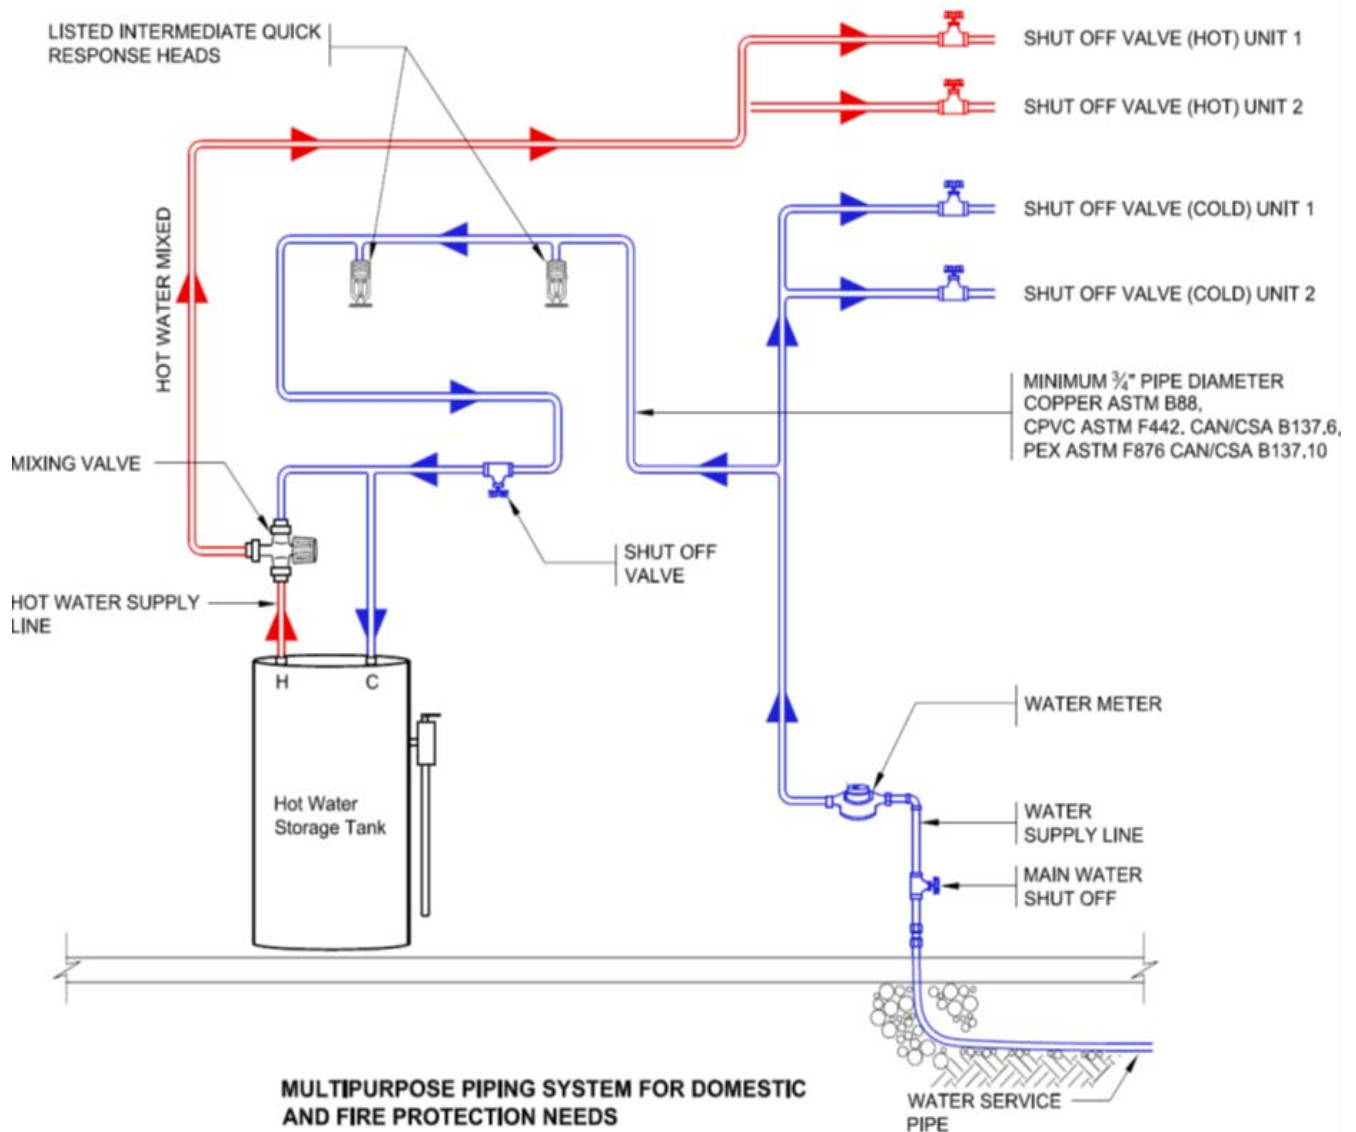 LISTED INTERMEDIATE QUICK
RESPONSE HEADS
SHUT OFF VALVE (HOT) UNIT 1
SHUT OFF VALVE (HOT) UNIT 2
SHUT OFF VALVE (COLD) UNIT 1
SHUT OFF VALVE (COLD) UNIT 2
HOT WATER MIXED
MINIMUM ¾" PIPE DIAMETER
COPPER ASTM B88,
CPVC ASTM F442, CAN/CSA B137.6,
PEX ASTM F876 CAN/CSA B137.10
MIXING VALVE
SHUT OFF
VALVE
HOT WATER SUPPLY
LINE
H
C
WATER METER
Hot Water
Storage Tank
WATER
SUPPLY LINE
MAIN WATER
SHUT OFF
MULTIPURPOSE PIPING SYSTEM FOR DOMESTIC
AND FIRE PROTECTION NEEDS
WATER SERVICE
PIPE